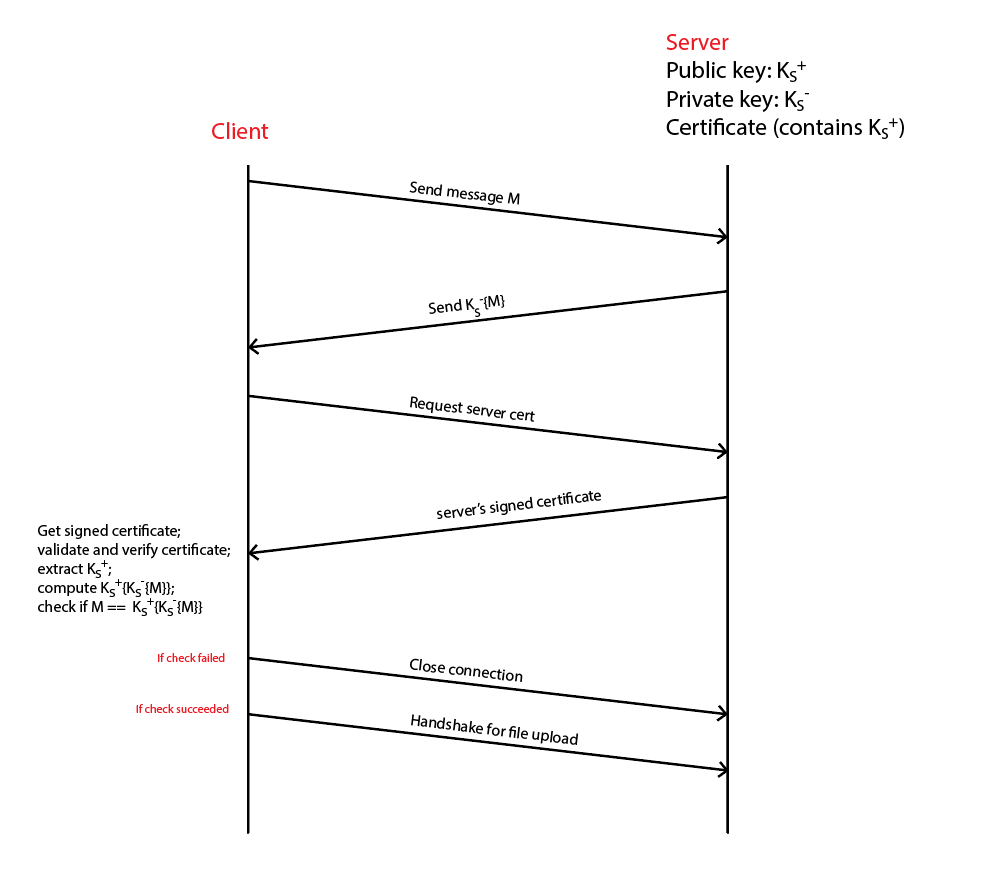 Server
Public key: Kₛ⁺
Private key: Kₛ⁻
Certificate (contains Kₛ⁺)
Client
Send message M
Send Kₛ⁻{M}
Request server cert
server’s signed certificate
Get signed certificate;
validate and verify certificate;
extract Kₛ⁺;
compute Kₛ⁺{Kₛ⁻{M}};
check if M == Kₛ⁺{Kₛ⁻{M}}
If check failed
Close connection
If check succeeded
Handshake for file upload